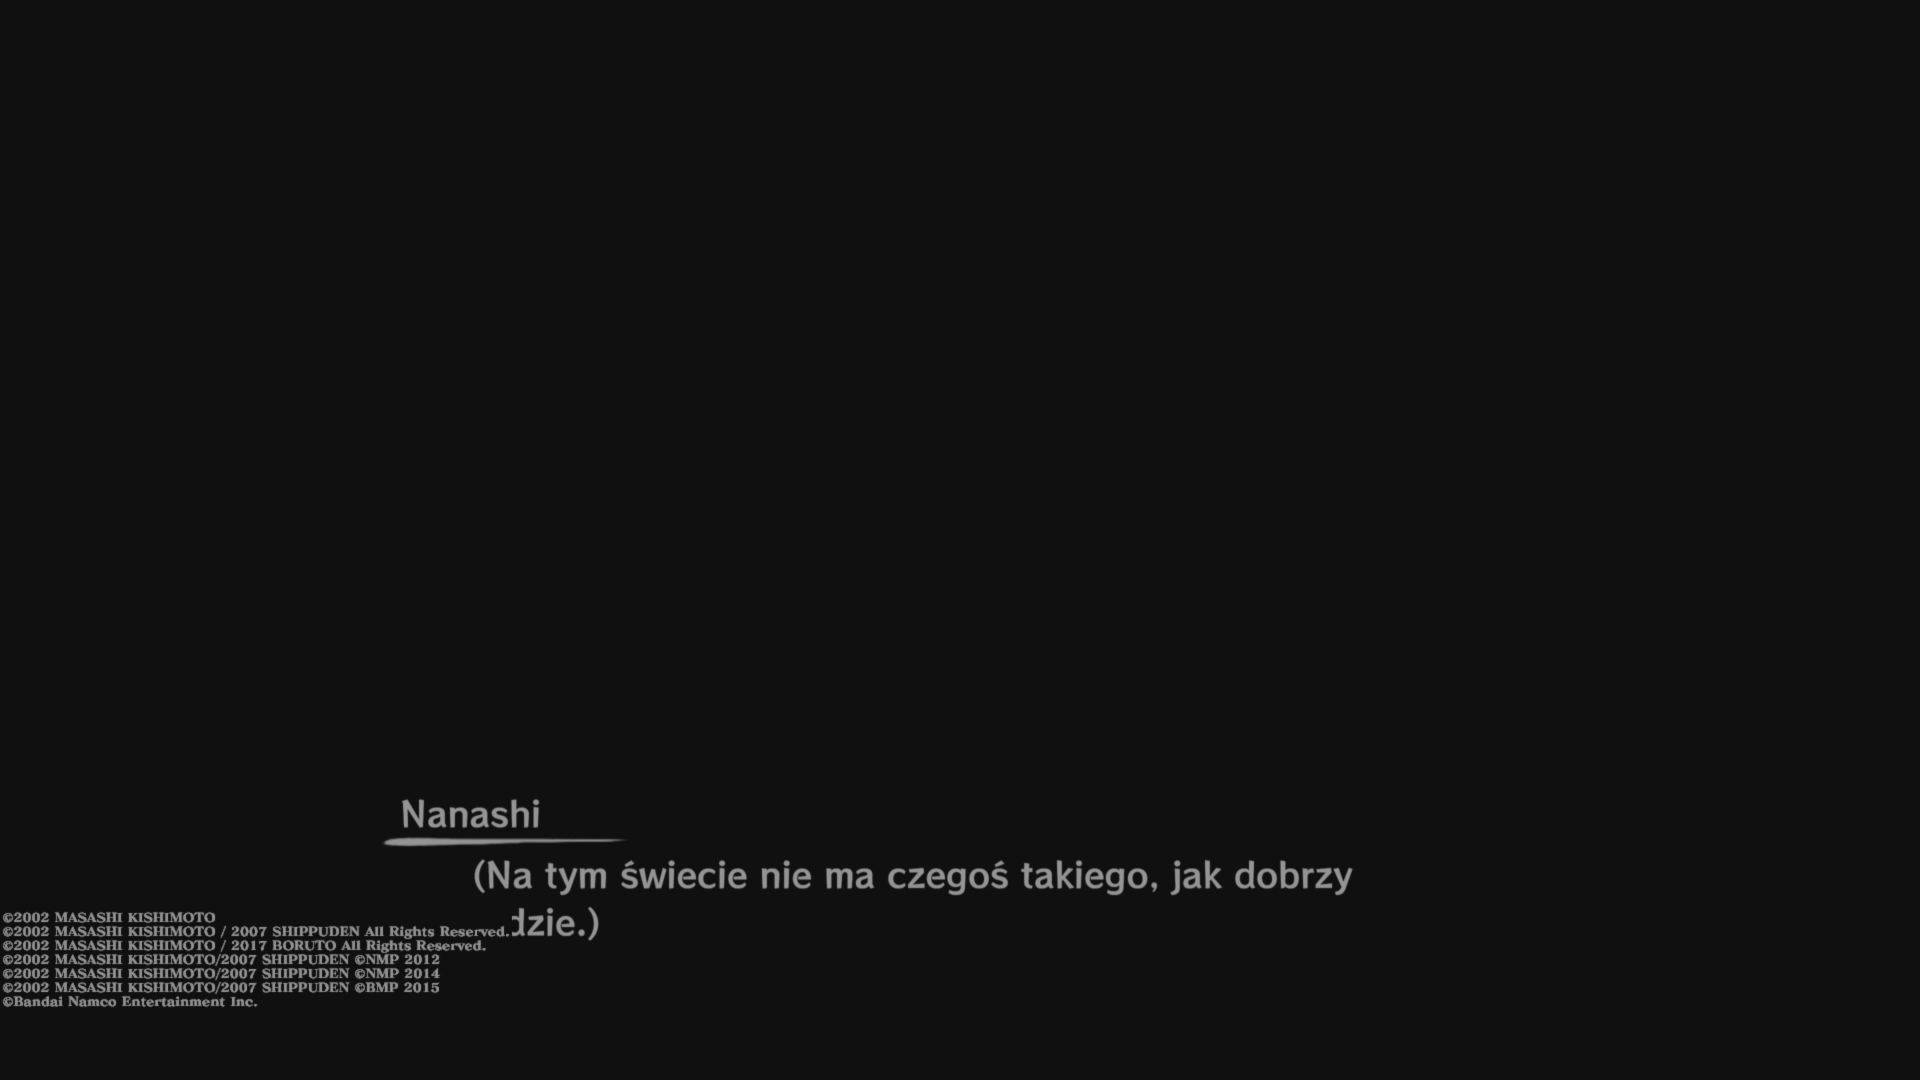 Nanashi
(Na tym świecie nie ma czegoś takiego, jak dobrzy
dzie.)
©2002 MASASHI KISHIMOTO
©2002 MASASHI KISHIMOTO / 2007 SHIPPUDEN All Rights Reserved.
©2002 MASASHI KISHIMOTO / 2017 BORUTO All Rights Reserved.
©2002 MASASHI KISHIMOTO/2007 SHIPPUDEN ©NMP 2012
©2002 MASASHI KISHIMOTO/2007 SHIPPUDEN ©NMP 2014
©2002 MASASHI KISHIMOTO/2007 SHIPPUDEN ©BMP 2015
©Bandai Namco Entertainment Inc.